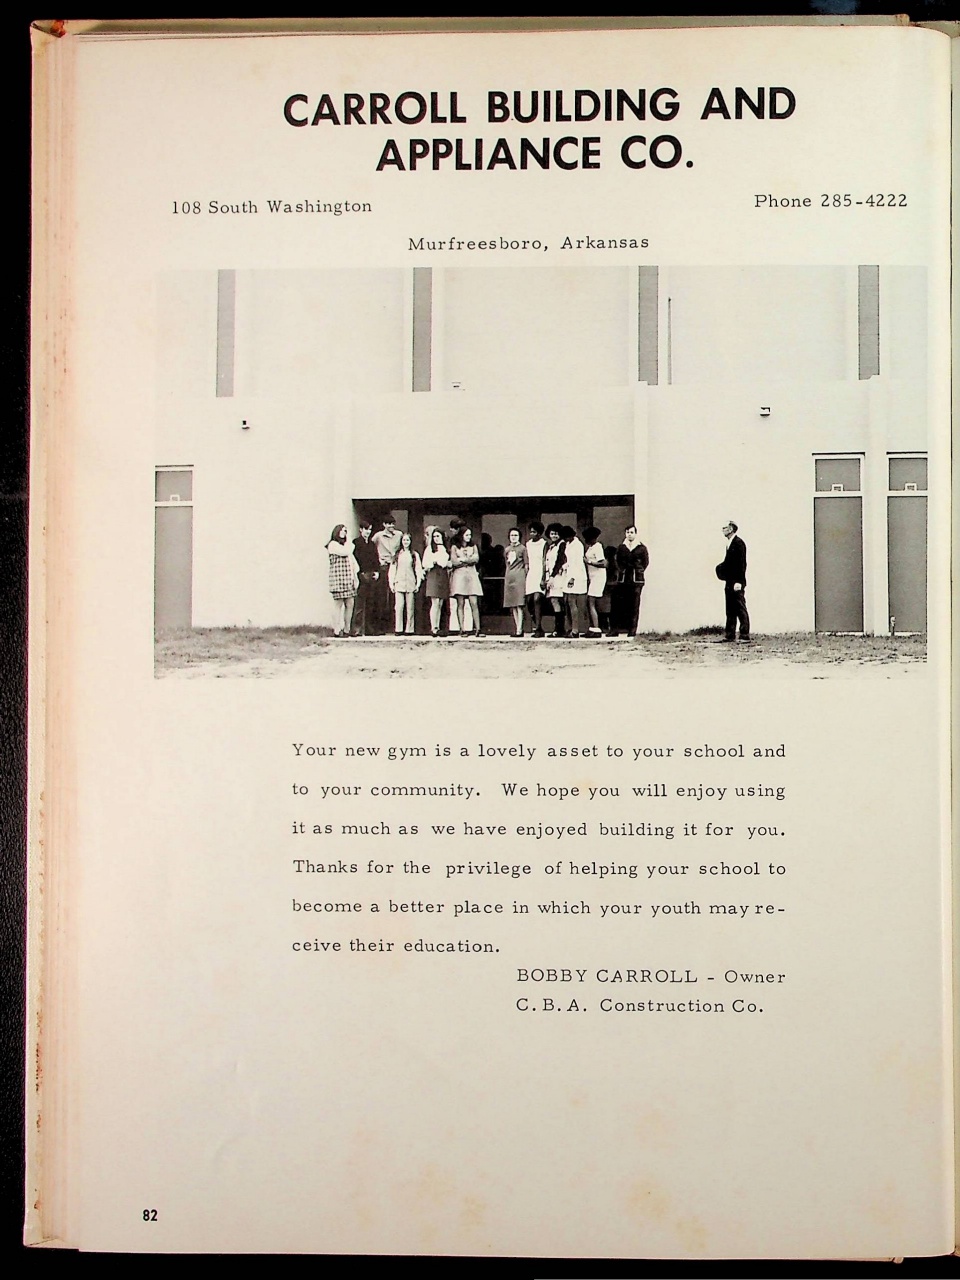 CARROLL BUILDING AND
APPLIANCE CO.
108 South Washington
Phone 285-4222
Murfreesboro, Arkansas
Your new gym is a lovely asset to your school and
to your community. We hope you will enjoy using
it as much as we have enjoyed building it for you.
Thanks for the privilege of helping your school to
become a better place in which your youth may re-
ceive their education.
BOBBY CARROLL - Owner
C. B. A. Construction Co.
82